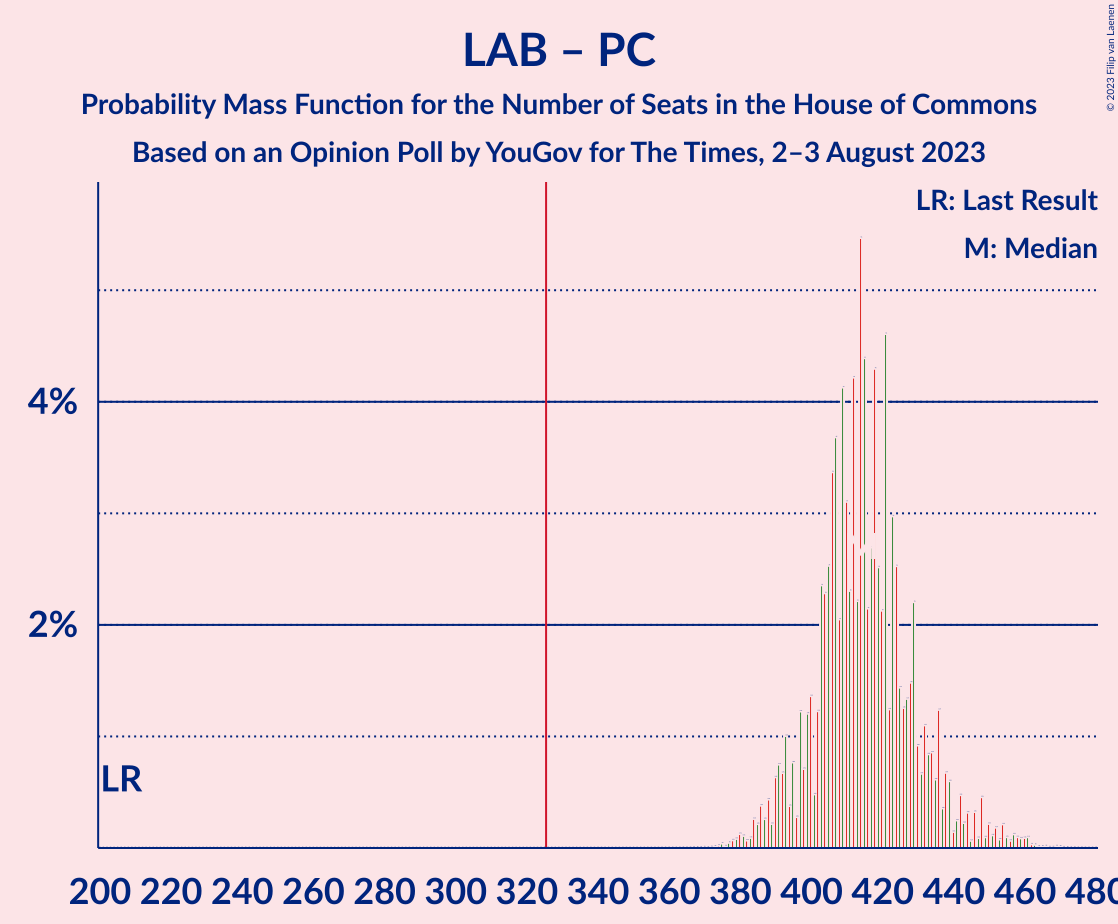 LAB – PC
Probability Mass Function for the Number of Seats in the House of Commons
Based on an Opinion Poll by YouGov for The Times, 2–3 August 2023
© 2023 Filip van Laenen
LR: Last Result
M: Median
4%
2%
LR
200 220 240 260 280 300 320 340 360 380 400 420 440 460 480